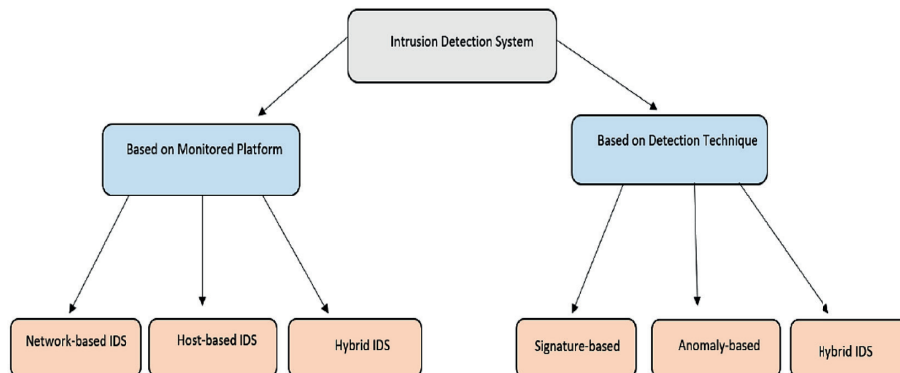 Intrusion Detection System
Based on Monitored Platform
Based on Detection Technique
Network-based IDS
Host-based IDS
Hybrid IDS
Signature-based
Anomaly-based
Hybrid IDS